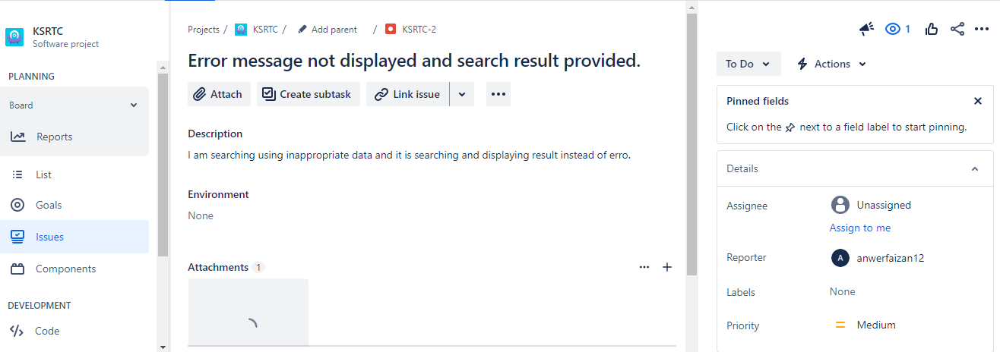 KSRTC
Software project
PLANNING
Board
Reports
List
Goals
Issues
Components
DEVELOPMENT
Code
Projects / KSRTC / Add parent / KSRTC-2
Error message not displayed and search result provided.
Attach Create subtask Link issue
Description
I am searching using inappropriate data and it is searching and displaying result instead of erro.
Environment
None
Attachments 1
1
To Do Actions
Pinned fields
Click on the next to a field label to start pinning.
Details
Assignee Unassigned
Assign to me
Reporter A anwerfaizan12
Labels None
Priority Medium